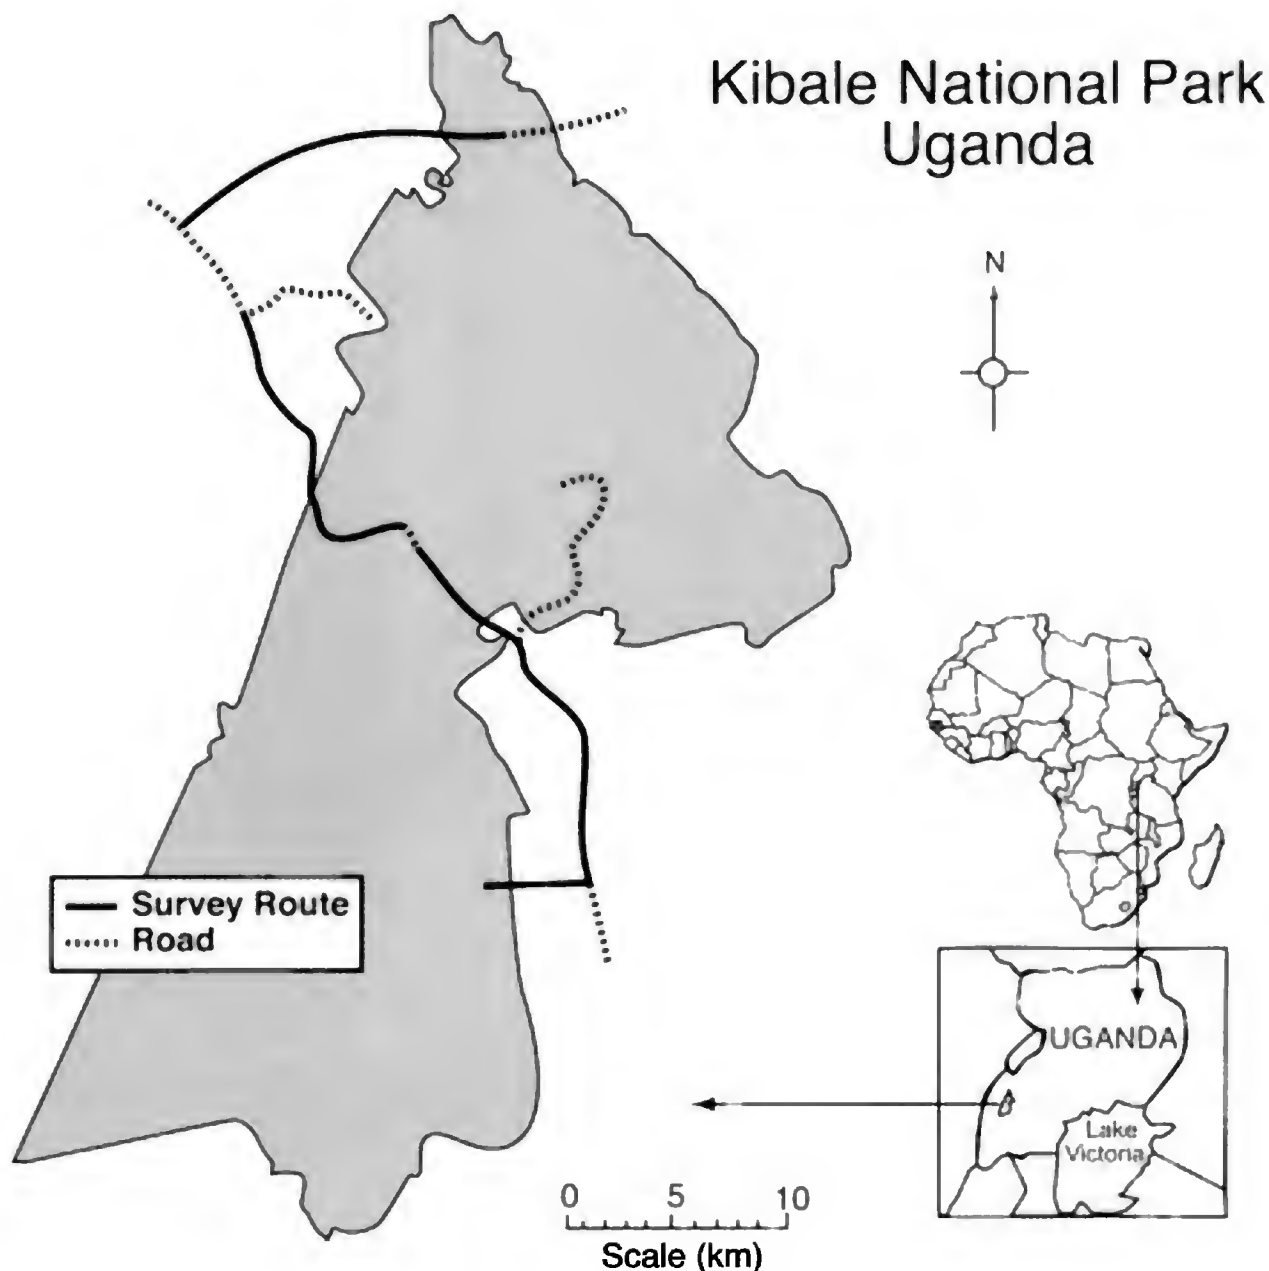 Kibale National Park
Uganda
N
Survey Route
Road
UGANDA
Lake
Victoria
0 5 10
Scale (km)